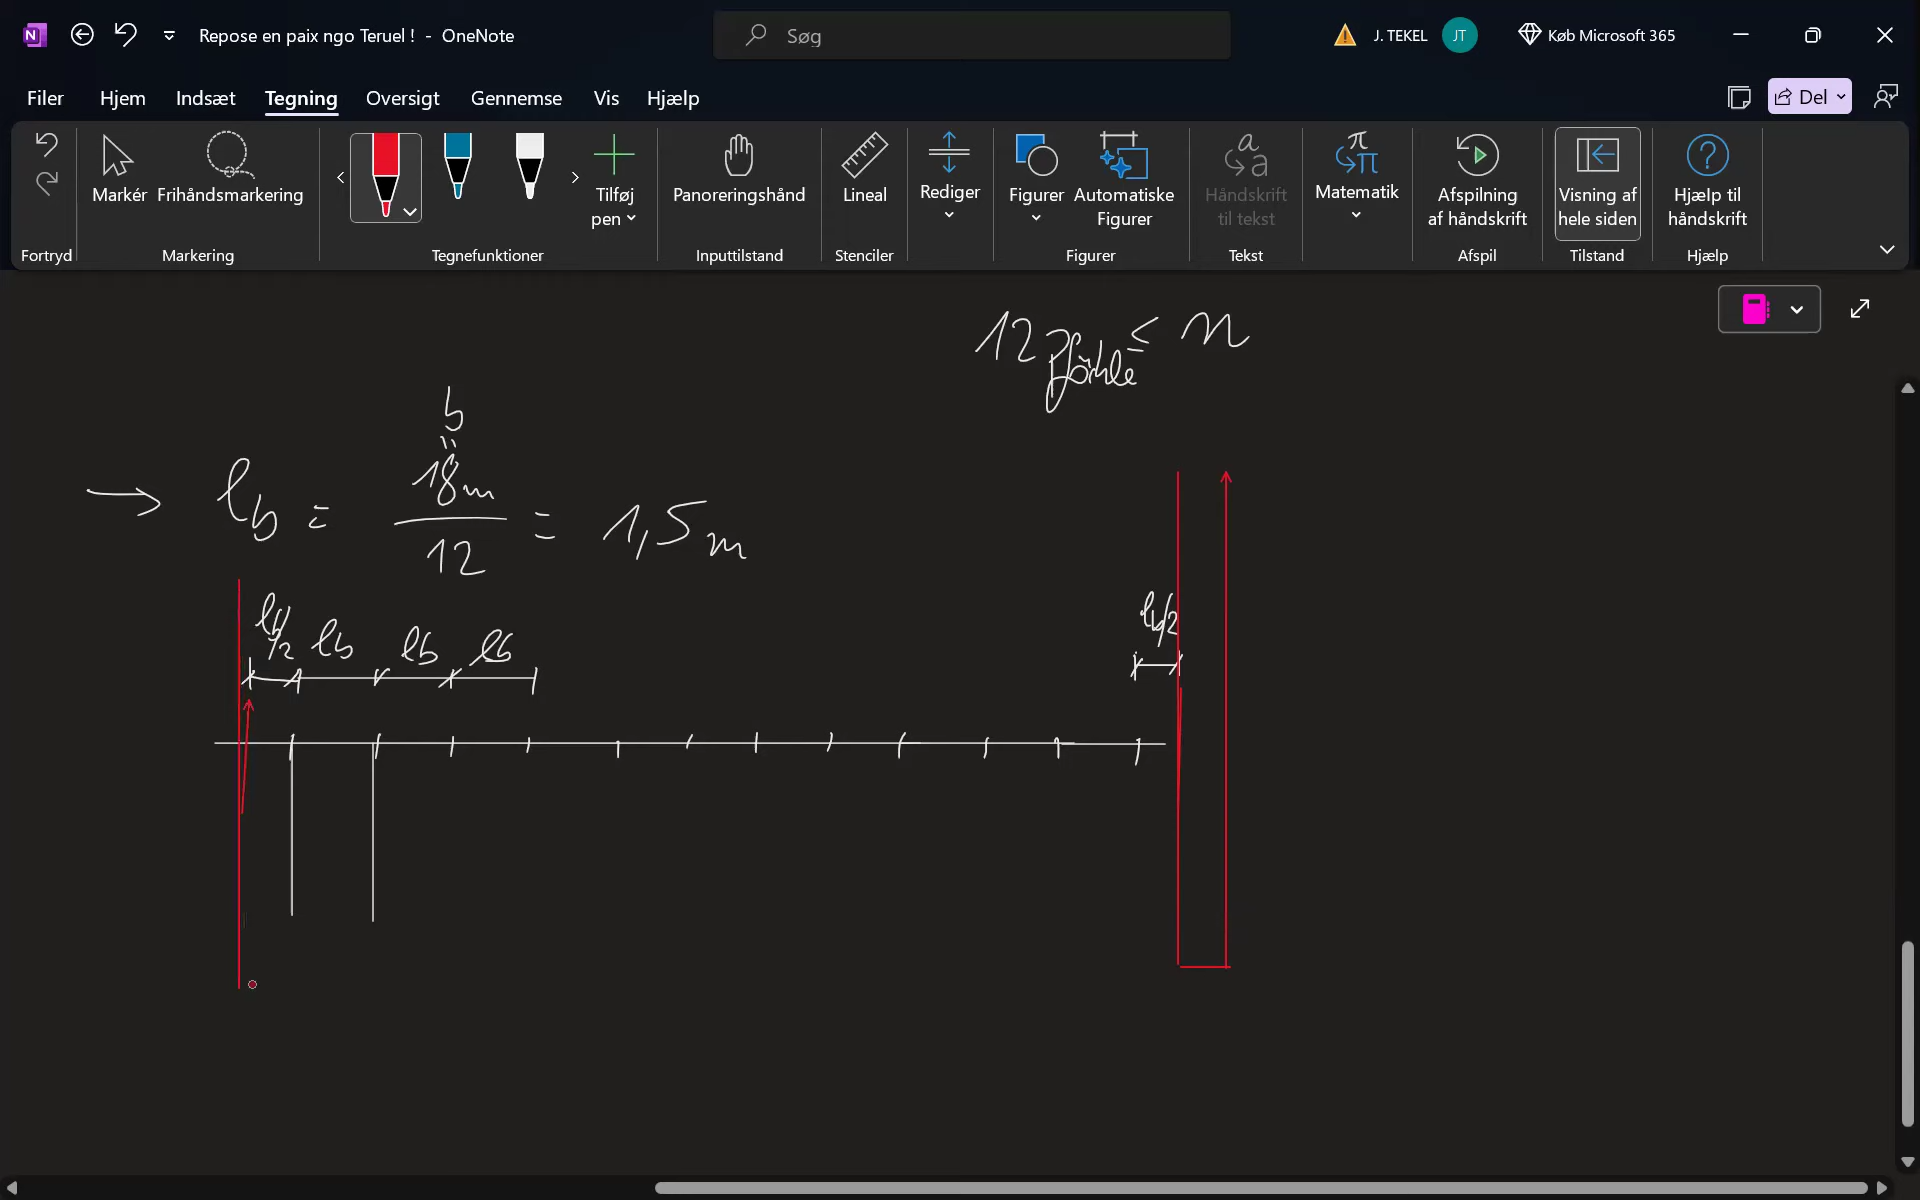 Repose en paix ngo Teruel ! - OneNote
Søg
J. TEKEL
JT
Køb Microsoft 365
Filer Hjem Indsæt Tegning Oversigt Gennemse Vis Hjælp
Del
Markér
Frihåndsmarkering
Tilføj
pen
Panoreringshånd
Lineal
Rediger
Figurer
Automatiske
Figurer
Håndskrift
til tekst
Matematik
Afspilning
af håndskrift
Visning af
hele siden
Hjælp til
håndskrift
Fortryd
Markering
Tegnefunktioner
Inputtilstand
Stenciler
Figurer
Tekst
Afspil
Tilstand
Hjælp
12 ≤ n
b
→ lb = 18m / 12 = 1,5 m
lb/2 lb lb lb
lb/2